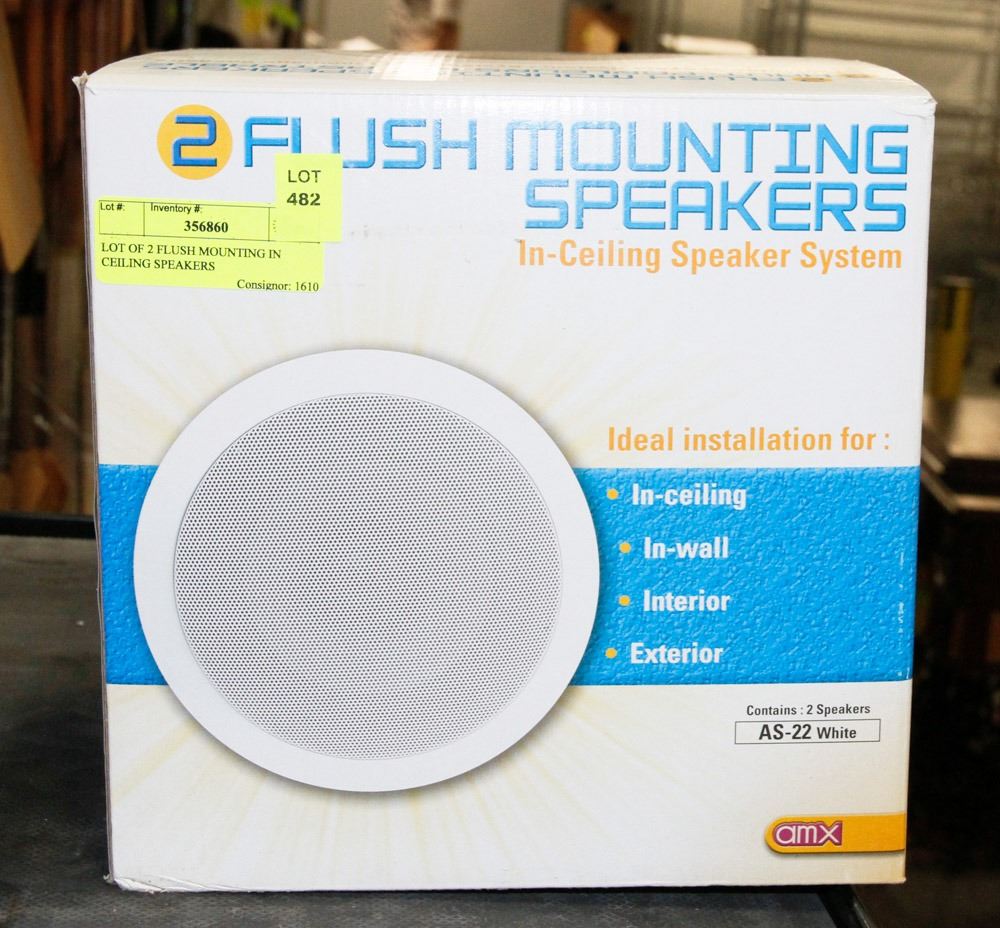 2 FLUSH MOUNTING
SPEAKERS
In-Ceiling Speaker System
LOT
482
Lot #: Inventory #:
356860
LOT OF 2 FLUSH MOUNTING IN
CEILING SPEAKERS
Consignor: 1610
Ideal installation for :
• In-ceiling
• In-wall
• Interior
• Exterior
Contains : 2 Speakers
AS-22 White
amx